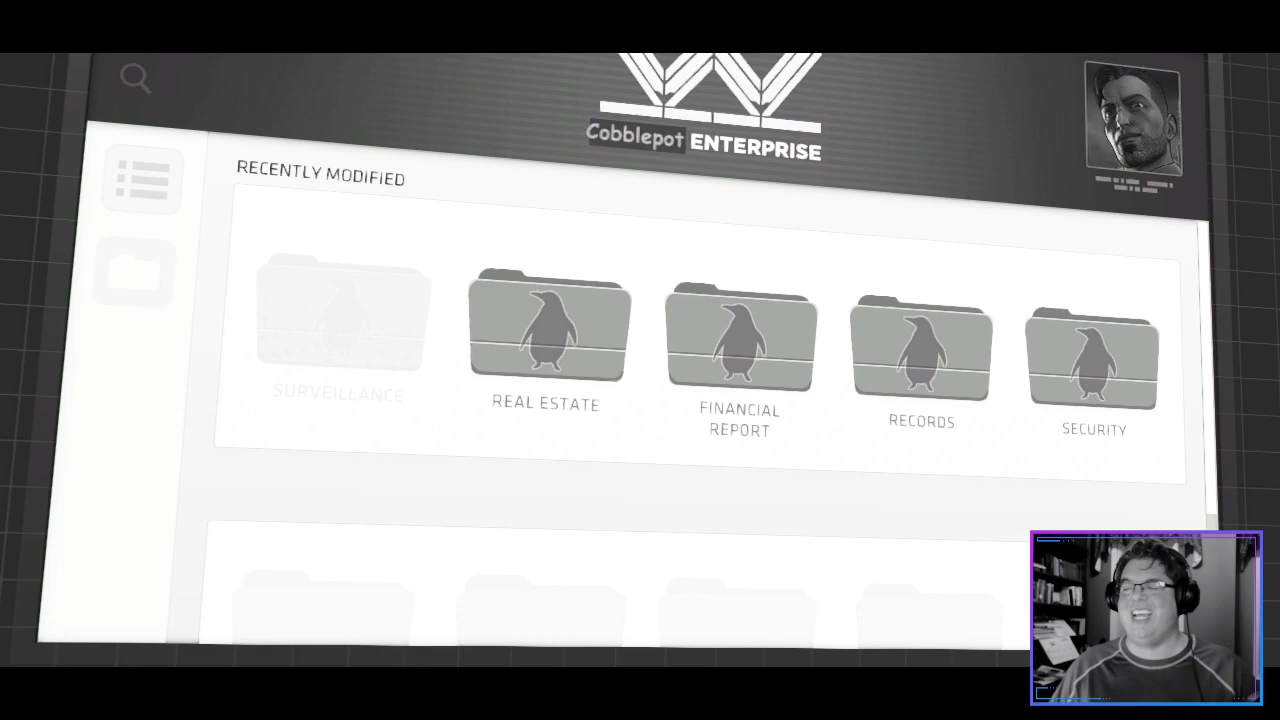 Cobblepot ENTERPRISE
RECENTLY MODIFIED
SURVEILLANCE
REAL ESTATE
FINANCIAL
REPORT
RECORDS
SECURITY